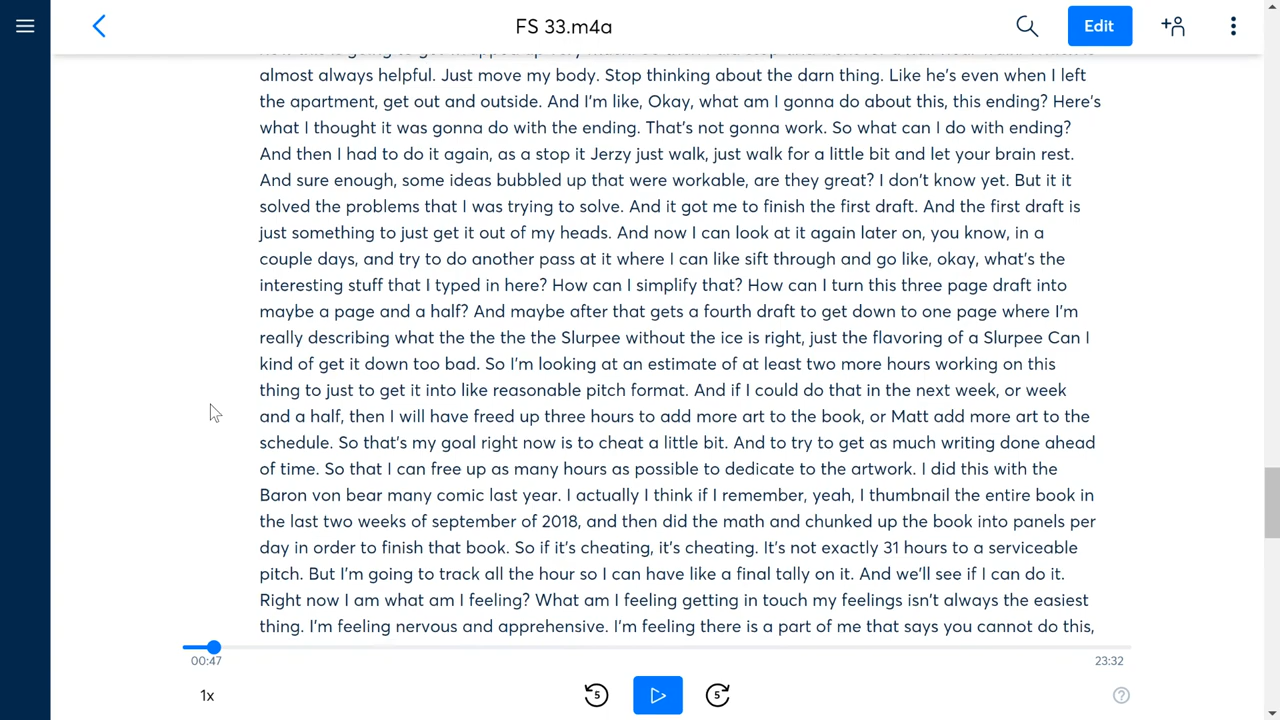 FS 33.m4a
Edit
almost always helpful. Just move my body. Stop thinking about the darn thing. Like he's even when I left
the apartment, get out and outside. And I'm like, Okay, what am I gonna do about this, this ending? Here's
what I thought it was gonna do with the ending. That's not gonna work. So what can I do with ending?
And then I had to do it again, as a stop it Jerzy just walk, just walk for a little bit and let your brain rest.
And sure enough, some ideas bubbled up that were workable, are they great? I don't know yet. But it it
solved the problems that I was trying to solve. And it got me to finish the first draft. And the first draft is
just something to just get it out of my heads. And now I can look at it again later on, you know, in a
couple days, and try to do another pass at it where I can like sift through and go like, okay, what's the
interesting stuff that I typed in here? How can I simplify that? How can I turn this three page draft into
maybe a page and a half? And maybe after that gets a fourth draft to get down to one page where I'm
really describing what the the the the Slurpee without the ice is right, just the flavoring of a Slurpee Can I
kind of get it down too bad. So I'm looking at an estimate of at least two more hours working on this
thing to just to get it into like reasonable pitch format. And if I could do that in the next week, or week
and a half, then I will have freed up three hours to add more art to the book, or Matt add more art to the
schedule. So that's my goal right now is to cheat a little bit. And to try to get as much writing done ahead
of time. So that I can free up as many hours as possible to dedicate to the artwork. I did this with the
Baron von bear many comic last year. I actually I think if I remember, yeah, I thumbnail the entire book in
the last two weeks of september of 2018, and then did the math and chunked up the book into panels per
day in order to finish that book. So if it's cheating, it's cheating. It's not exactly 31 hours to a serviceable
pitch. But I'm going to track all the hour so I can have like a final tally on it. And we'll see if I can do it.
Right now I am what am I feeling? What am I feeling getting in touch my feelings isn't always the easiest
thing. I'm feeling nervous and apprehensive. I'm feeling there is a part of me that says you cannot do this,
00:47
23:32
1x
5
5